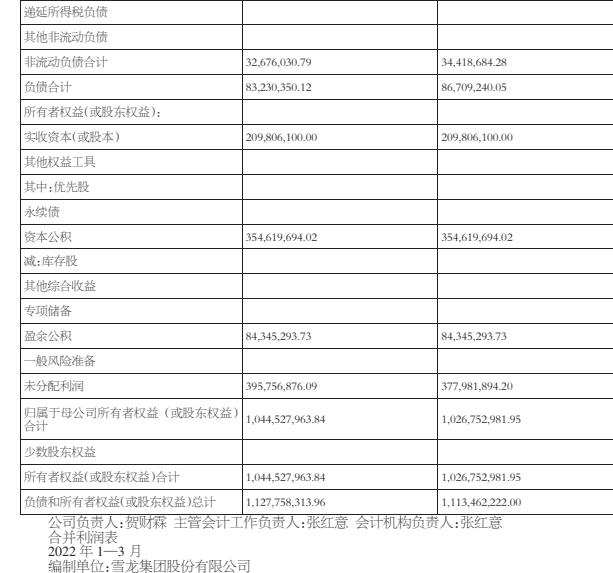 递延所得税负债
其他非流动负债
非流动负债合计 32,676,030.79 34,418,684.28
负债合计 83,230,350.12 86,709,240.05
所有者权益(或股东权益):
实收资本(或股本) 209,806,100.00 209,806,100.00
其他权益工具
其中:优先股
永续债
资本公积 354,619,694.02 354,619,694.02
减:库存股
其他综合收益
专项储备
盈余公积 84,345,293.73 84,345,293.73
一般风险准备
未分配利润 395,756,876.09 377,981,894.20
归属于母公司所有者权益(或股东权益)
合计 1,044,527,963.84 1,026,752,981.95
少数股东权益
所有者权益(或股东权益)合计 1,044,527,963.84 1,026,752,981.95
负债和所有者权益(或股东权益)总计 1,127,758,313.96 1,113,462,222.00
公司负责人:贺财霖 主管会计工作负责人:张红意 会计机构负责人:张红意
合并利润表
2022 年 1—3 月
编制单位:雪龙集团股份有限公司